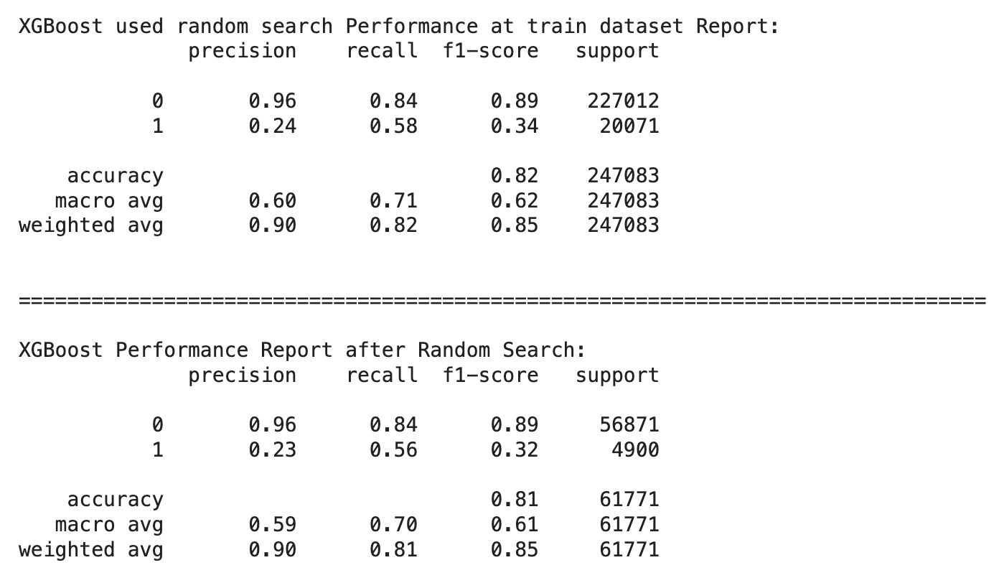 XGBoost used random search Performance at train dataset Report:
              precision    recall  f1-score   support

           0       0.96      0.84      0.89    227012
           1       0.24      0.58      0.34     20071

    accuracy                           0.82    247083
   macro avg       0.60      0.71      0.62    247083
weighted avg       0.90      0.82      0.85    247083

================================================================================

XGBoost Performance Report after Random Search:
              precision    recall  f1-score   support

           0       0.96      0.84      0.89     56871
           1       0.23      0.56      0.32      4900

    accuracy                           0.81     61771
   macro avg       0.59      0.70      0.61     61771
weighted avg       0.90      0.81      0.85     61771